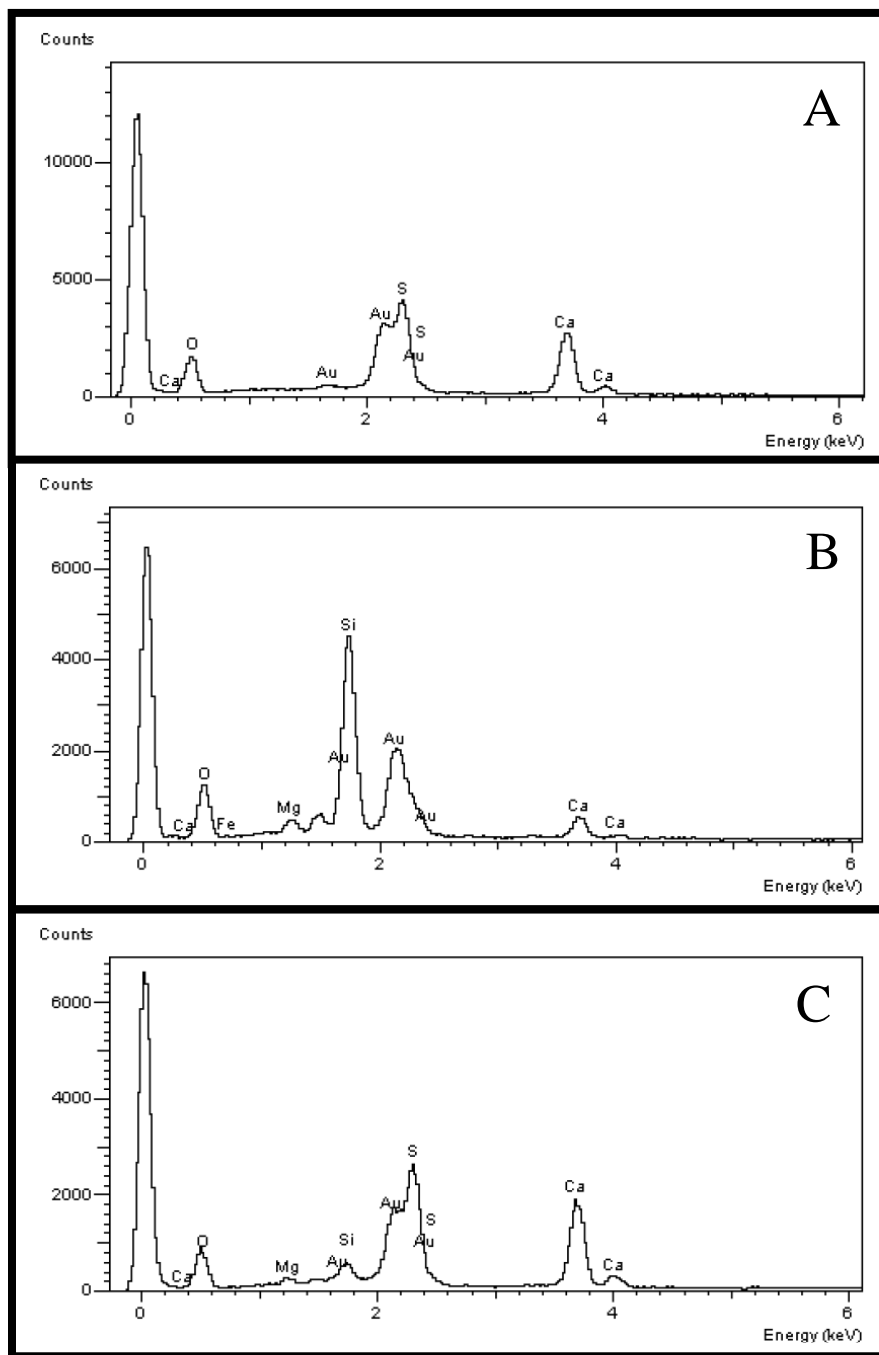 Counts
A
10000
5000
0
Ca O Au Au S S Au Ca Ca
0 2 4 6
Energy (keV)
Counts
B
6000
4000
2000
0
Ca O Fe Mg Au Si Au Au Ca Ca
0 2 4 6
Energy (keV)
Counts
C
6000
4000
2000
0
Ca O Mg Au Si Au S S Au Ca Ca
0 2 4 6
Energy (keV)